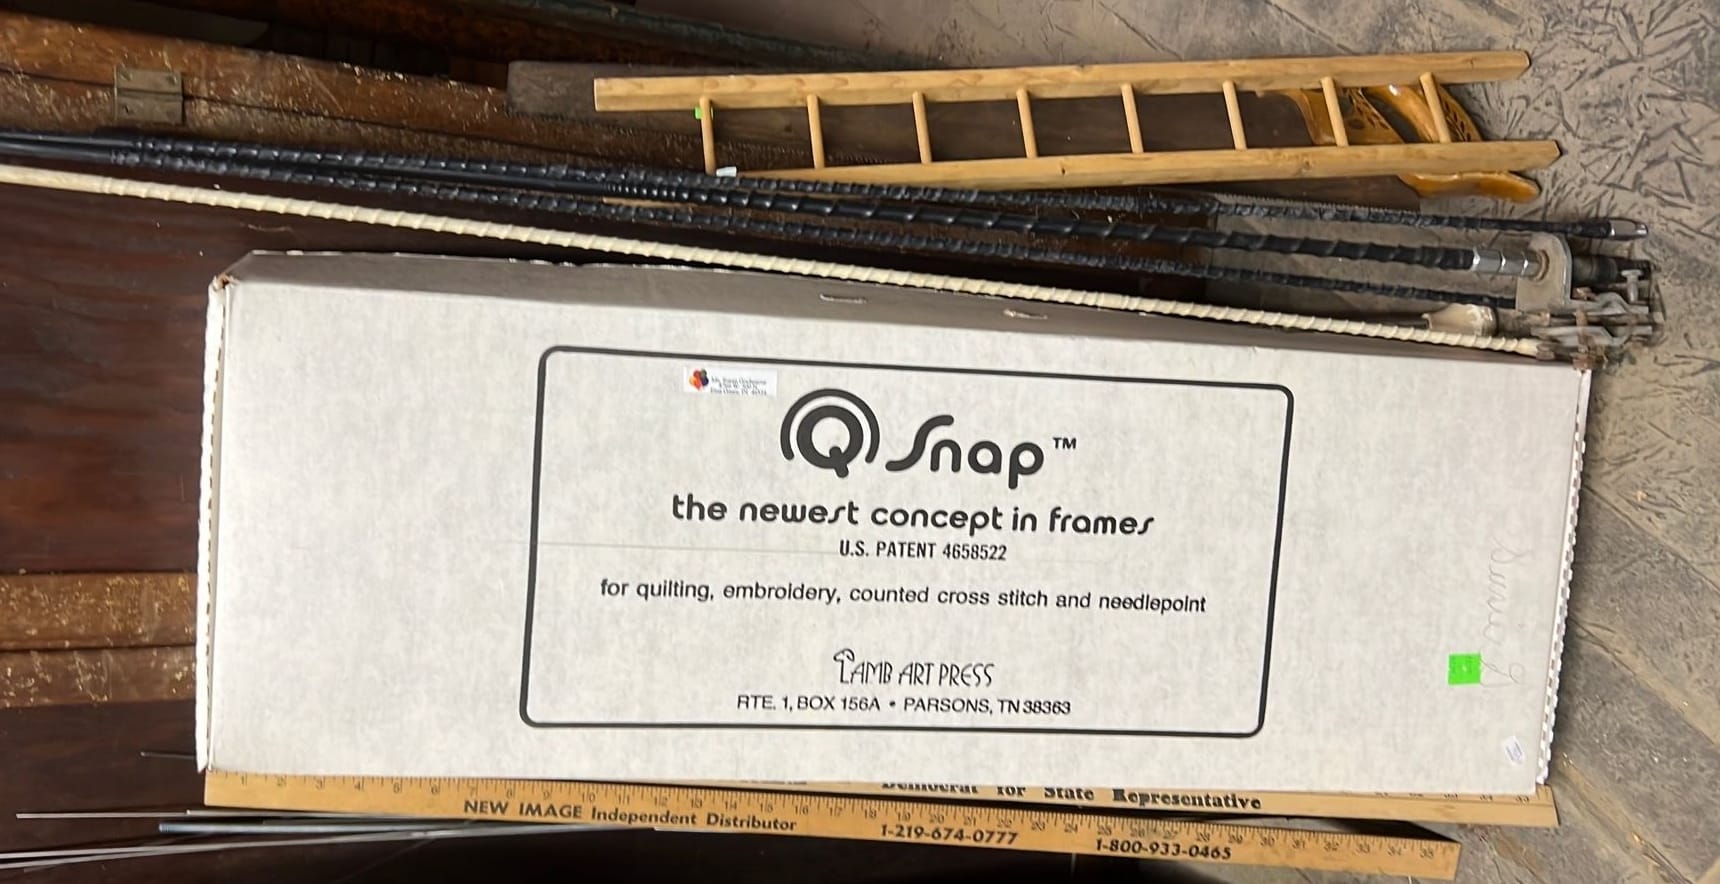 Q Snap™
the newest concept in frames
U.S. PATENT 4658522
for quilting, embroidery, counted cross stitch and needlepoint
LAMB ART PRESS
RTE. 1, BOX 156A • PARSONS, TN 38363
Democrat for State Representative
NEW IMAGE Independent Distributor
1-219-674-0777
1-800-933-0465